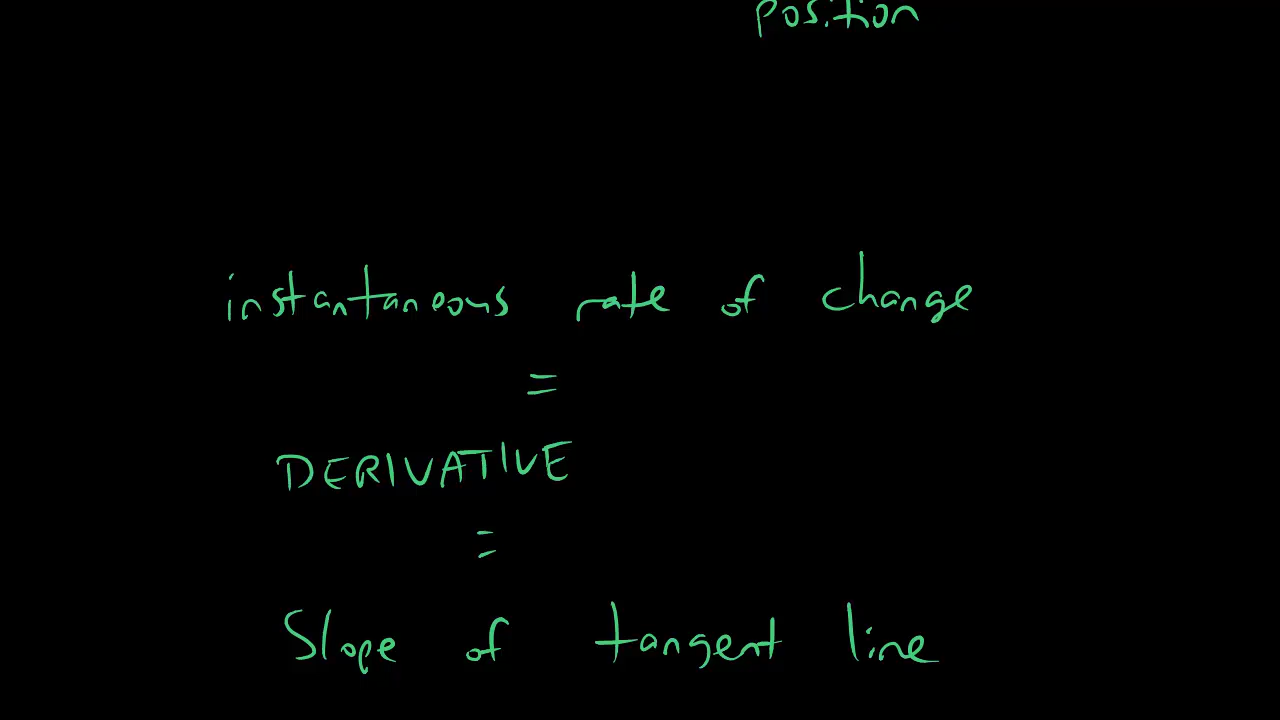 position
instantaneous rate of change
=
DERIVATIVE
=
Slope of tangent line